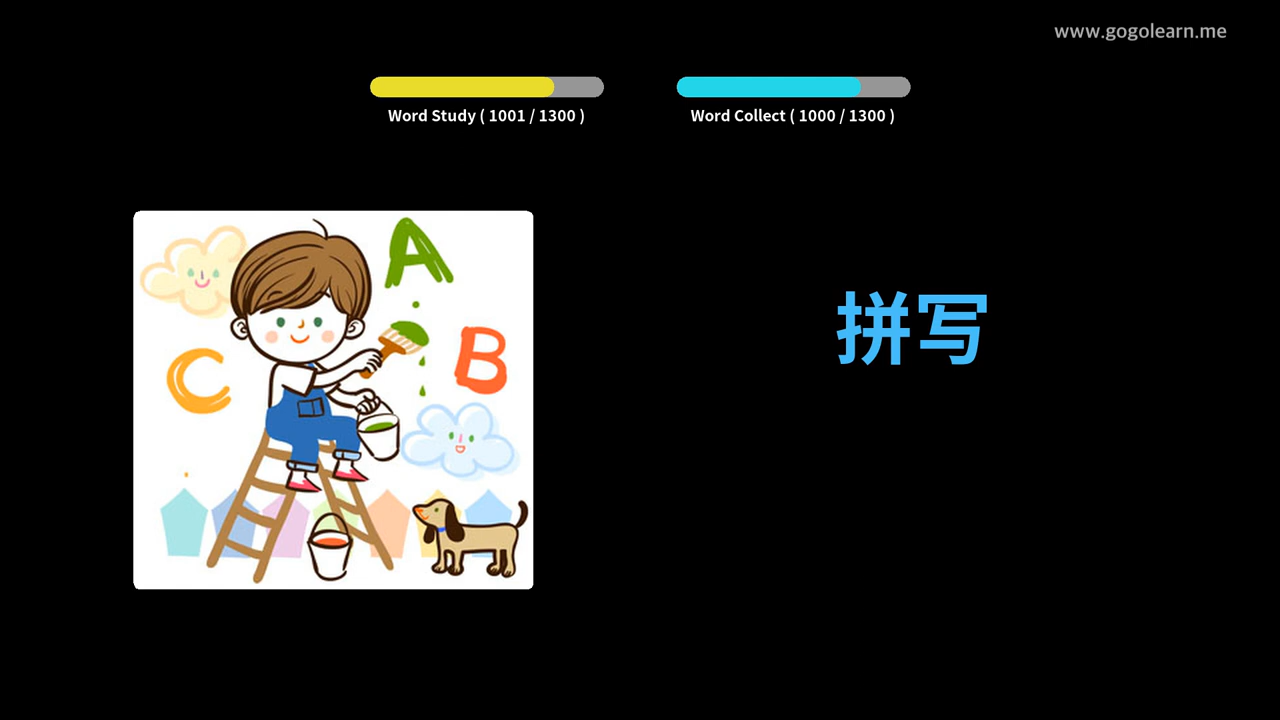 www.gogolearn.me
Word Study ( 1001 / 1300 )
Word Collect ( 1000 / 1300 )
A
B
C
拼写